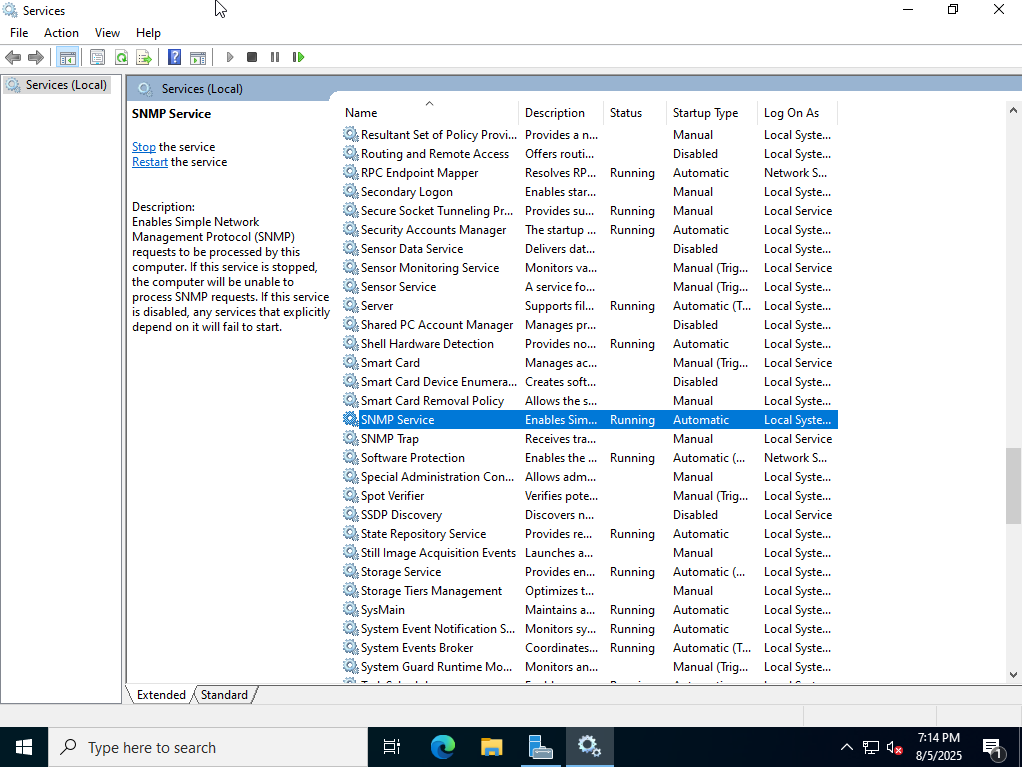 Services
File Action View Help
Services (Local)
Services (Local)
SNMP Service
Stop the service
Restart the service
Description:
Enables Simple Network
Management Protocol (SNMP)
requests to be processed by this
computer. If this service is stopped,
the computer will be unable to
process SNMP requests. If this service
is disabled, any services that explicitly
depend on it will fail to start.
Name Description Status Startup Type Log On As
Resultant Set of Policy Provi... Provides a n... Manual Local Syste...
Routing and Remote Access Offers routi... Disabled Local Syste...
RPC Endpoint Mapper Resolves RP... Running Automatic Network S...
Secondary Logon Enables star... Manual Local Syste...
Secure Socket Tunneling Pr... Provides su... Running Manual Local Service
Security Accounts Manager The startup ... Running Automatic Local Syste...
Sensor Data Service Delivers dat... Disabled Local Syste...
Sensor Monitoring Service Monitors va... Manual (Trig... Local Service
Sensor Service A service fo... Manual (Trig... Local Syste...
Server Supports fil... Running Automatic (T... Local Syste...
Shared PC Account Manager Manages pr... Disabled Local Syste...
Shell Hardware Detection Provides no... Running Automatic Local Syste...
Smart Card Manages ac... Manual (Trig... Local Service
Smart Card Device Enumera... Creates soft... Disabled Local Syste...
Smart Card Removal Policy Allows the s... Manual Local Syste...
SNMP Service Enables Sim... Running Automatic Local Syste...
SNMP Trap Receives tra... Manual Local Service
Software Protection Enables the ... Running Automatic (... Network S...
Special Administration Con... Allows adm... Manual Local Syste...
Spot Verifier Verifies pote... Manual (Trig... Local Syste...
SSDP Discovery Discovers n... Disabled Local Service
State Repository Service Provides re... Running Automatic Local Syste...
Still Image Acquisition Events Launches a... Manual Local Syste...
Storage Service Provides en... Running Automatic (... Local Syste...
Storage Tiers Management Optimizes t... Manual Local Syste...
SysMain Maintains a... Running Automatic Local Syste...
System Event Notification S... Monitors sy... Running Automatic Local Syste...
System Events Broker Coordinates... Running Automatic (T... Local Syste...
System Guard Runtime Mo... Monitors an... Manual (Trig... Local Syste...
Extended Standard
Type here to search
7:14 PM
8/5/2025
1